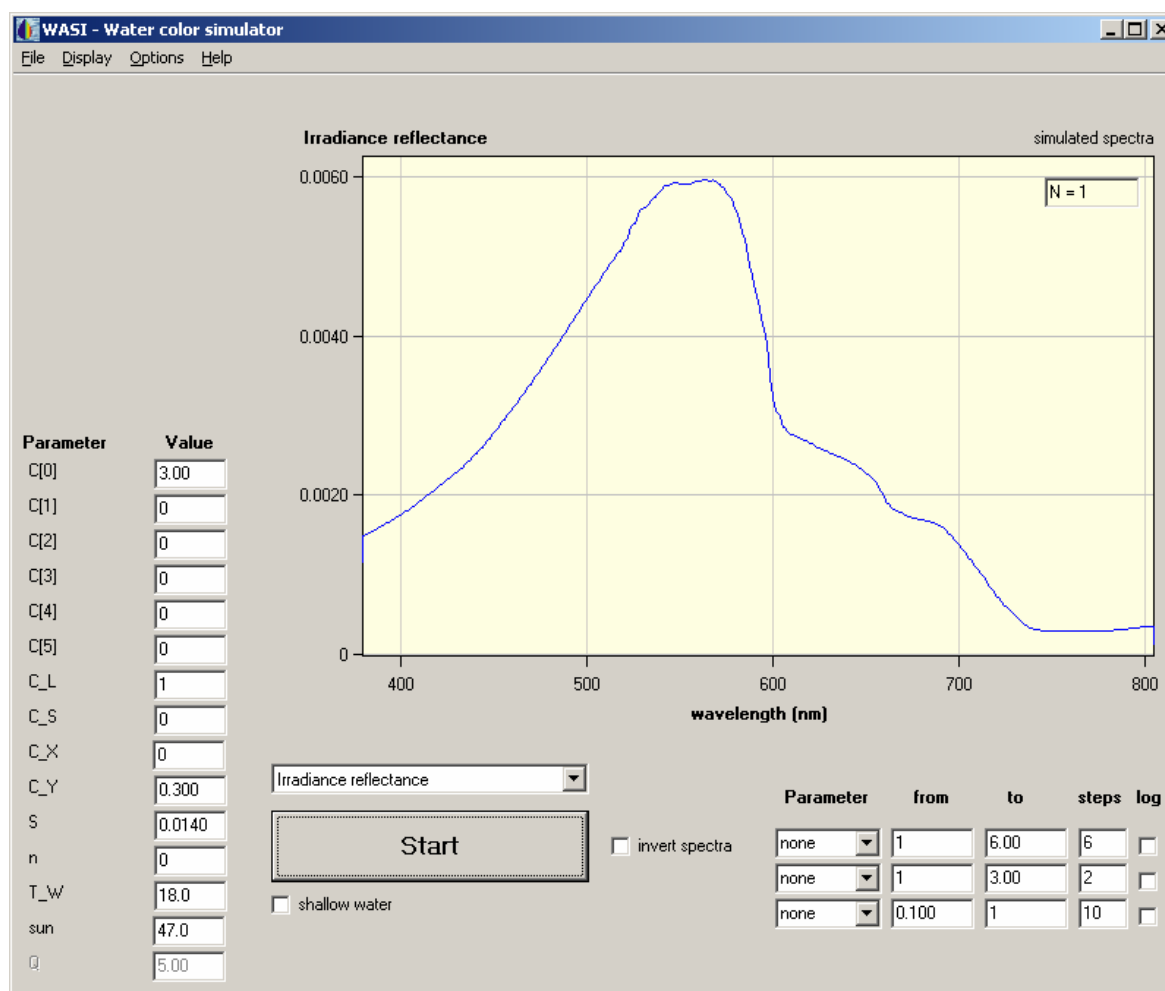 WASI - Water color simulator
File Display Options Help
Irradiance reflectance simulated spectra
N = 1
0.0060
0.0040
0.0020
0
400 500 600 700 800
wavelength (nm)
Parameter Value
C[0] 3.00
C[1] 0
C[2] 0
C[3] 0
C[4] 0
C[5] 0
C_L 1
C_S 0
C_X 0
C_Y 0.300
S 0.0140
n 0
T_W 18.0
sun 47.0
Q 5.00
Irradiance reflectance
Start
invert spectra
shallow water
Parameter from to steps log
none 1 6.00 6
none 1 3.00 2
none 0.100 1 10